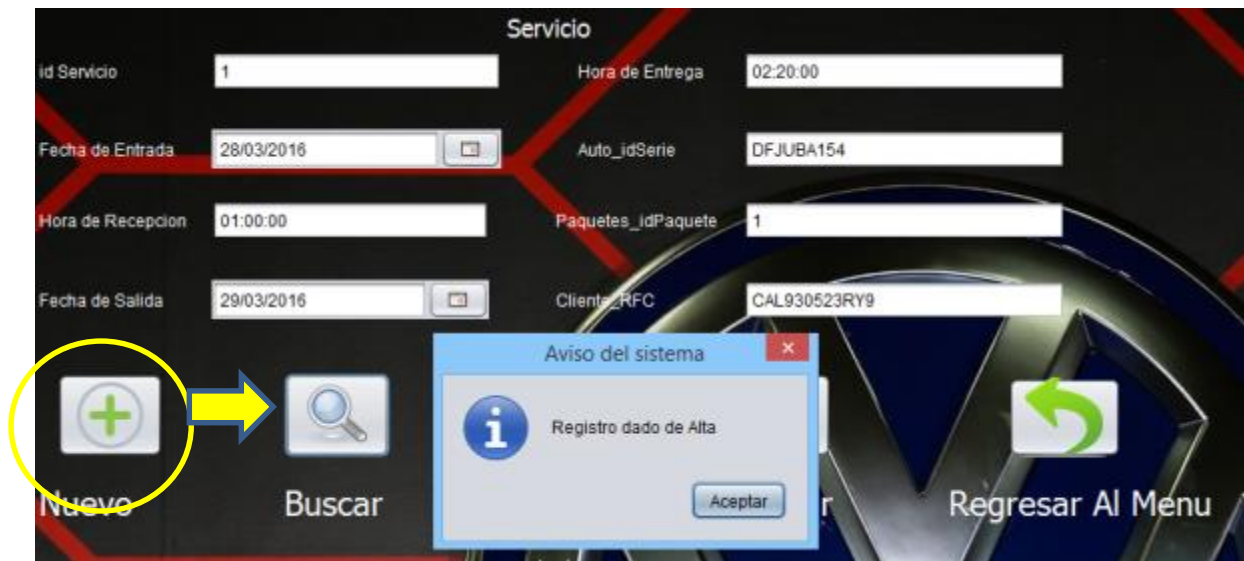 Servicio
id Servicio 1 Hora de Entrega 02:20:00
Fecha de Entrada 28/03/2016 Auto_idSerie DFJUBA154
Hora de Recepcion 01:00:00 Paquetes_idPaquete 1
Fecha de Salida 29/03/2016 Cliente_RFC CAL930523RY9
Aviso del sistema
Registro dado de Alta
Aceptar
Nuevo Buscar r Regresar Al Menu